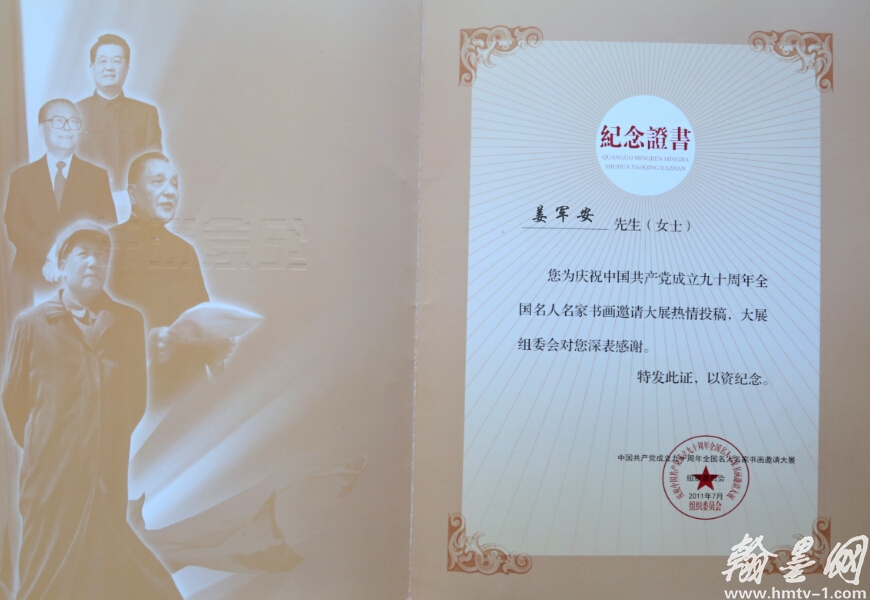 紀念證書
QUANGUO MINGREN MINGJIA
SHUHUA YAOQING DAZHAN
姜军安 先生（女士）
您为庆祝中国共产党成立九十周年全
国名人名家书画邀请大展热情投稿，大展
组委会对您深表感谢。
特发此证，以资纪念。
中国共产党成立九十周年全国名人名家书画邀请大展
组织委员会
2011年7月
组织委员会
翰墨网
www.hmtv-1.com